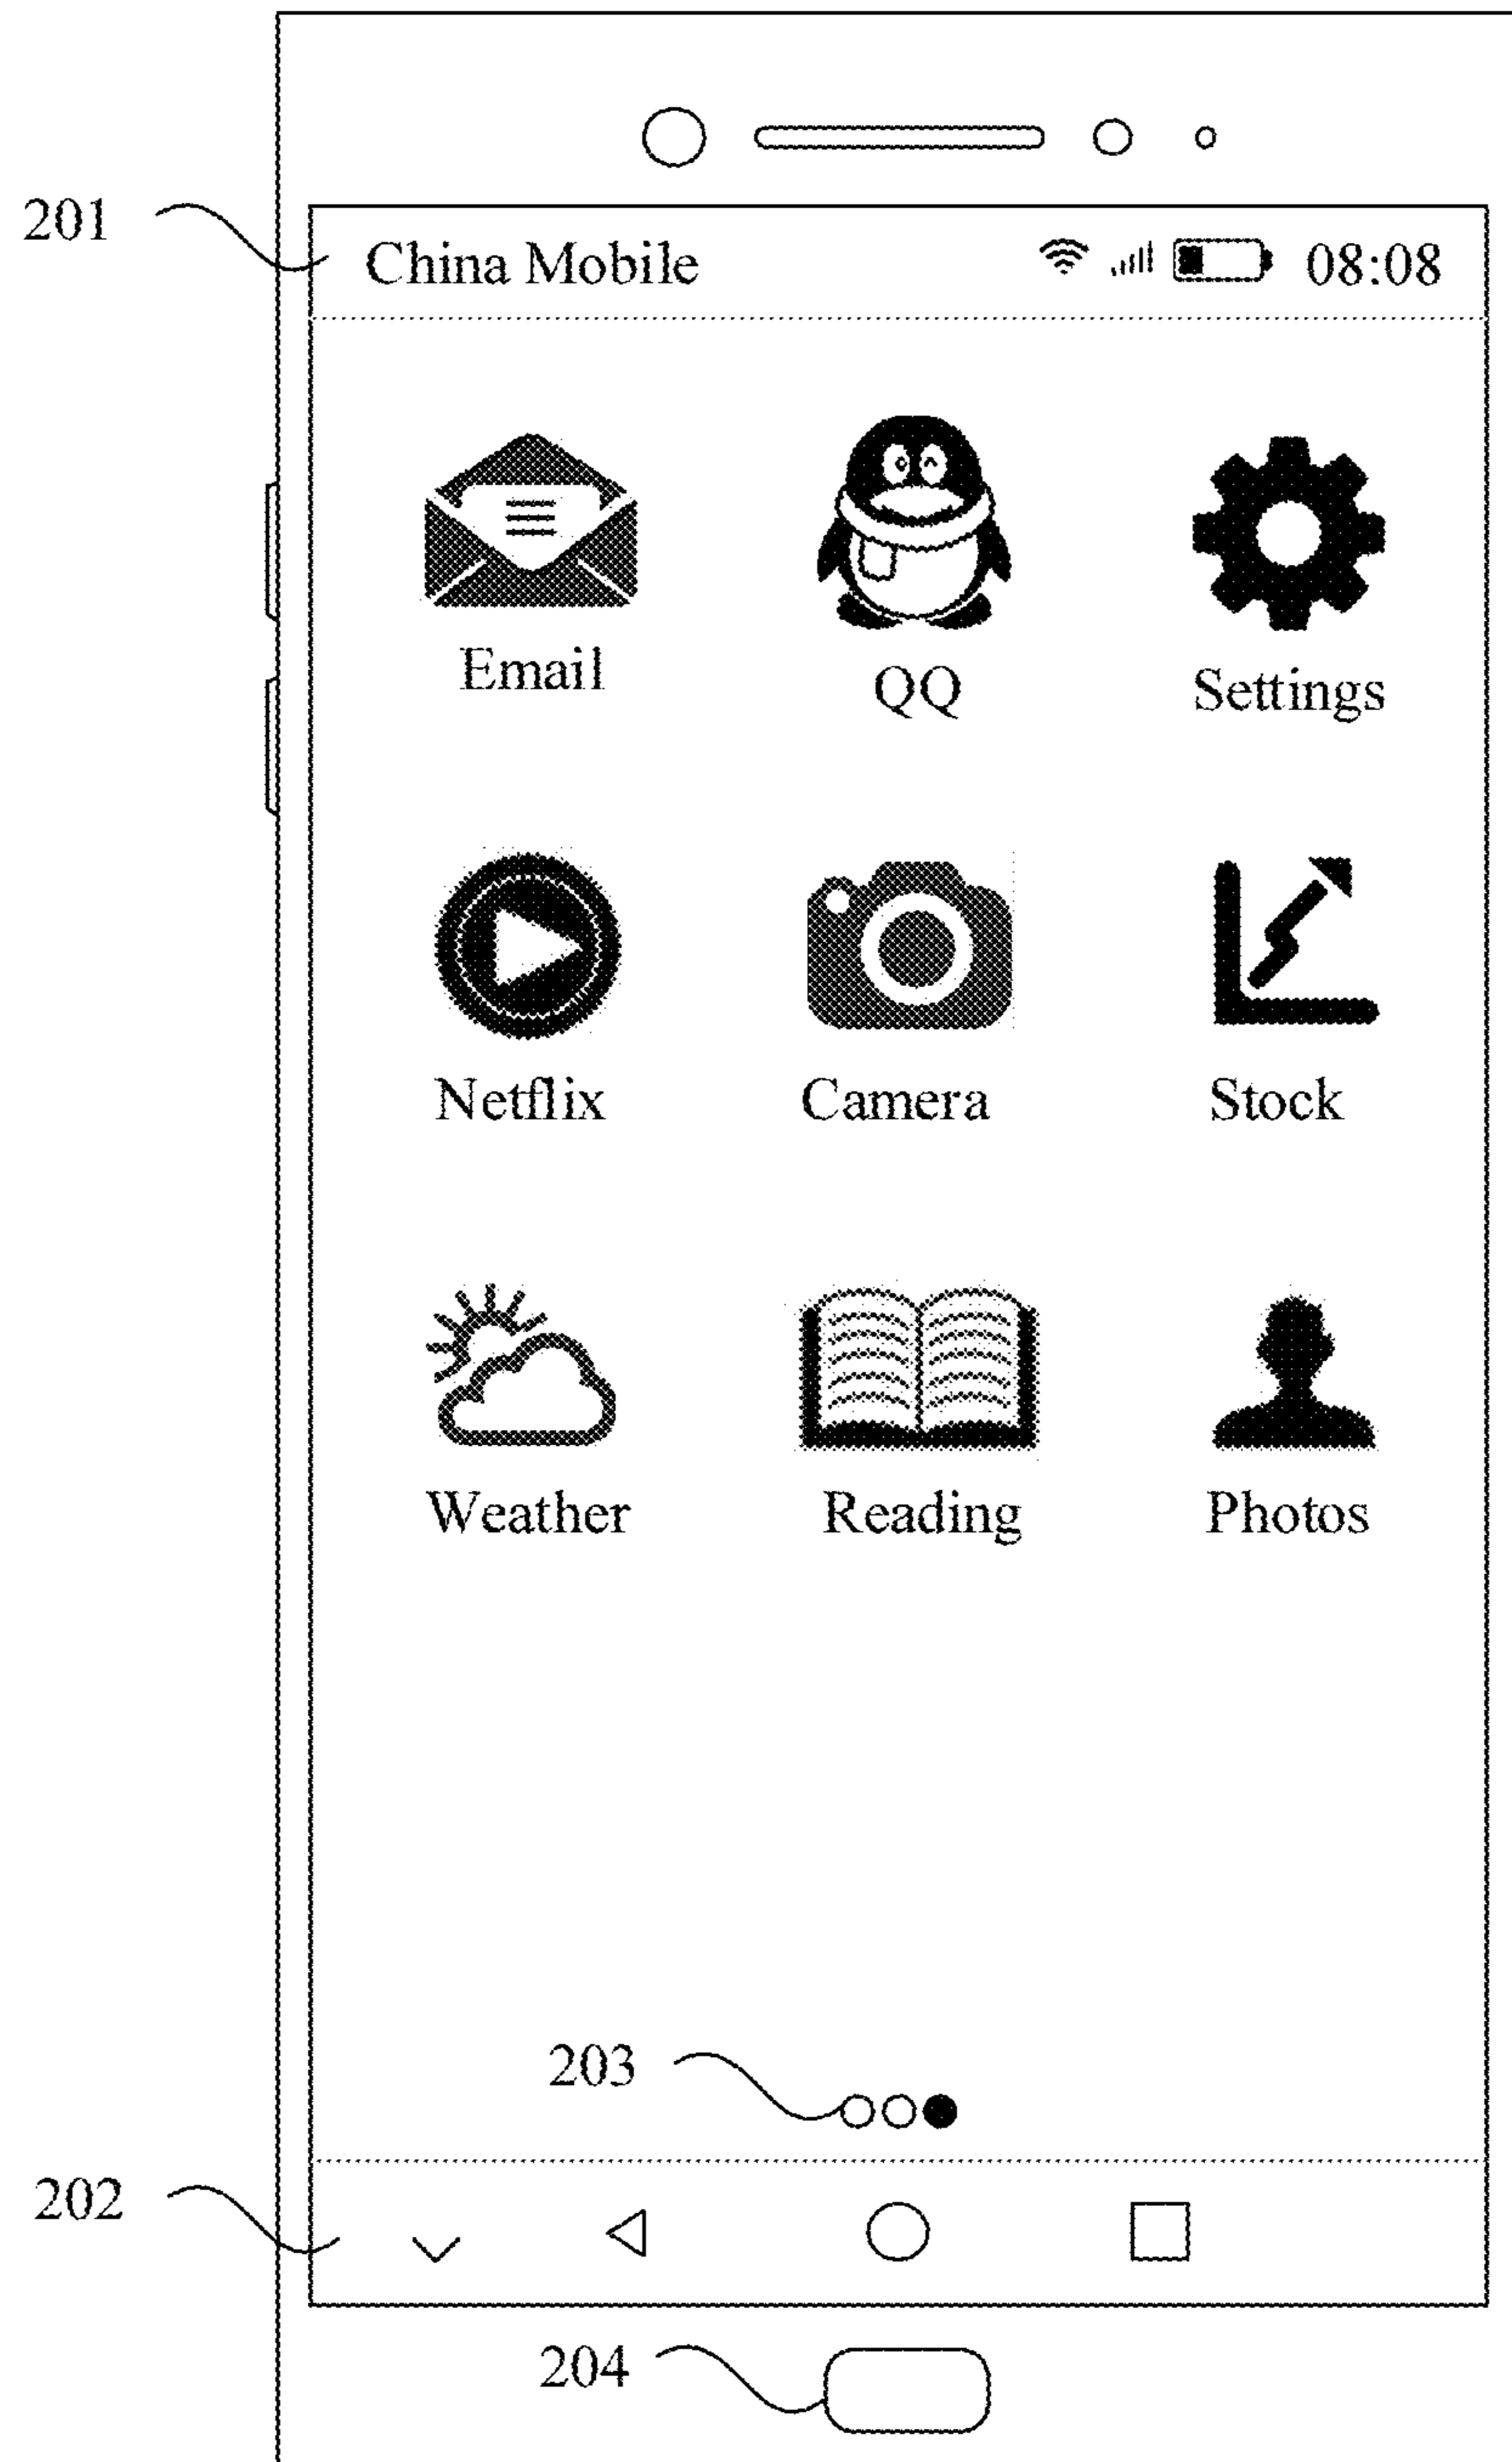 201
China Mobile 08:08
Email QQ Settings
Netflix Camera Stock
Weather Reading Photos
203
202
204